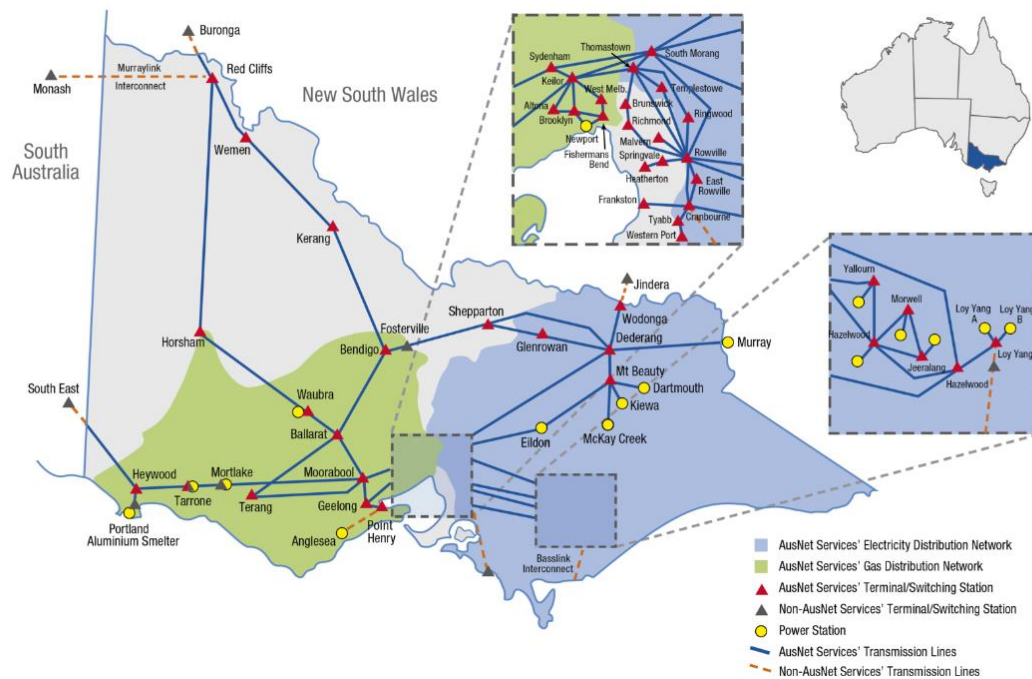 Buronga
Red Cliffs
Murraylink
Interconnect
Monash
New South Wales
South
Australia
Wemen
Kerang
Horsham
South East
Bendigo
Fosterville
Shepparton
Glenrowan
Jindera
Wodonga
Dederang
Murray
Mt Beauty
Dartmouth
Kiewa
McKay Creek
Eildon
Waubra
Ballarat
Moorabool
Heywood
Tarrone
Mortlake
Terang
Geelong
Point
Henry
Anglesea
Portland
Aluminium Smelter
Basslink
Interconnect
Thomastown
South Morang
Sydenham
Keilor
West Melb.
Templestowe
Altona
Brooklyn
Brunswick
Ringwood
Richmond
Newport
Malvern
Fishermans
Bend
Springvale
Rowville
Heatherton
East
Rowville
Frankston
Cranbourne
Tyabb
Western Port
Yallourn
Morwell
Loy Yang
A
Loy Yang
B
Hazelwood
Jeeralang
Loy Yang
Hazelwood
AusNet Services' Electricity Distribution Network
AusNet Services' Gas Distribution Network
AusNet Services' Terminal/Switching Station
Non-AusNet Services' Terminal/Switching Station
Power Station
AusNet Services' Transmission Lines
Non-AusNet Services' Transmission Lines